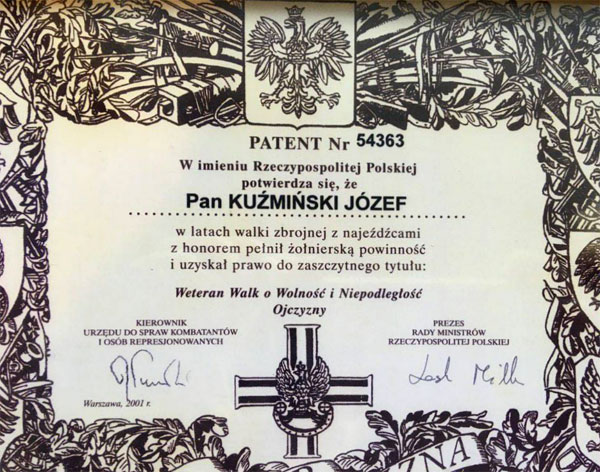 PATENT Nr 54363
W imieniu Rzeczypospolitej Polskiej
potwierdza się, że
Pan KUŹMIŃSKI JÓZEF
w latach walki zbrojnej z najeźdźcami
z honorem pełnił żołnierską powinność
i uzyskał prawo do zaszczytnego tytułu:
Weteran Walk o Wolność i Niepodległość
Ojczyzny
KIEROWNIK
URZĘDU DO SPRAW KOMBATANTÓW
I OSÓB REPRESJONOWANYCH
PREZES
RADY MINISTRÓW
RZECZYPOSPOLITEJ POLSKIEJ
Warszawa, 2001 r.